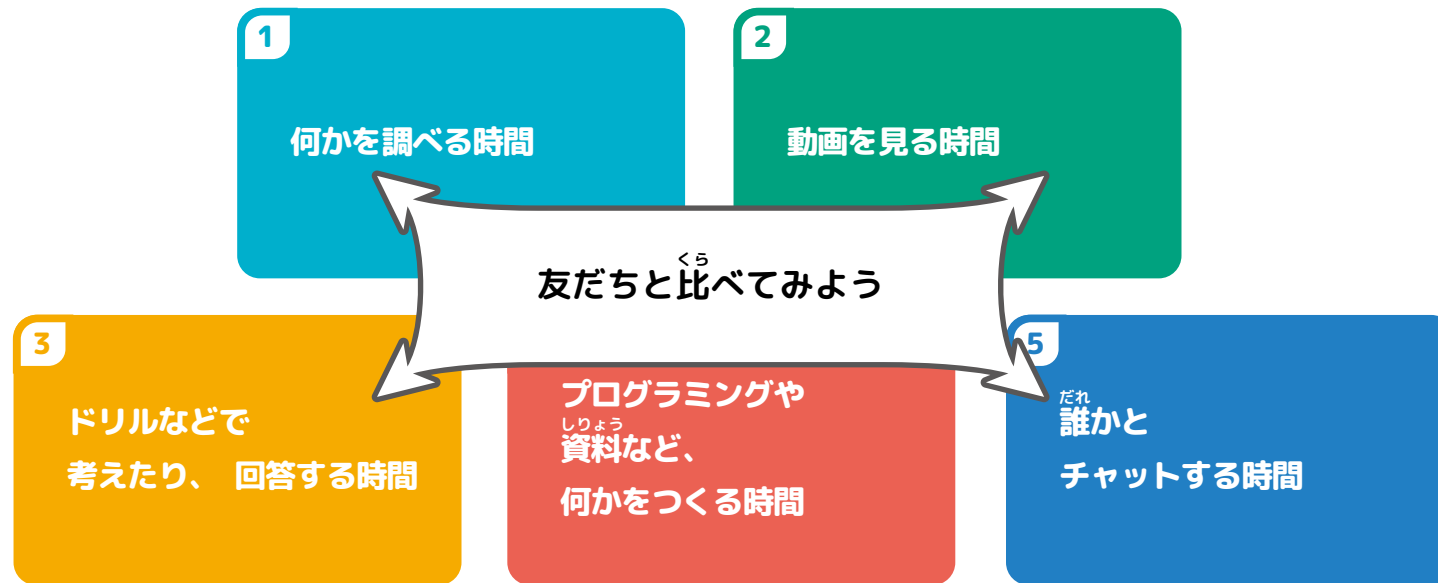 1
何かを調べる時間
2
動画を見る時間
くら
友だちと比べてみよう
3
ドリルなどで
考えたり、 回答する時間
プログラミングや
しりょう
資料など、
何かをつくる時間
5
だれ
誰かと
チャットする時間